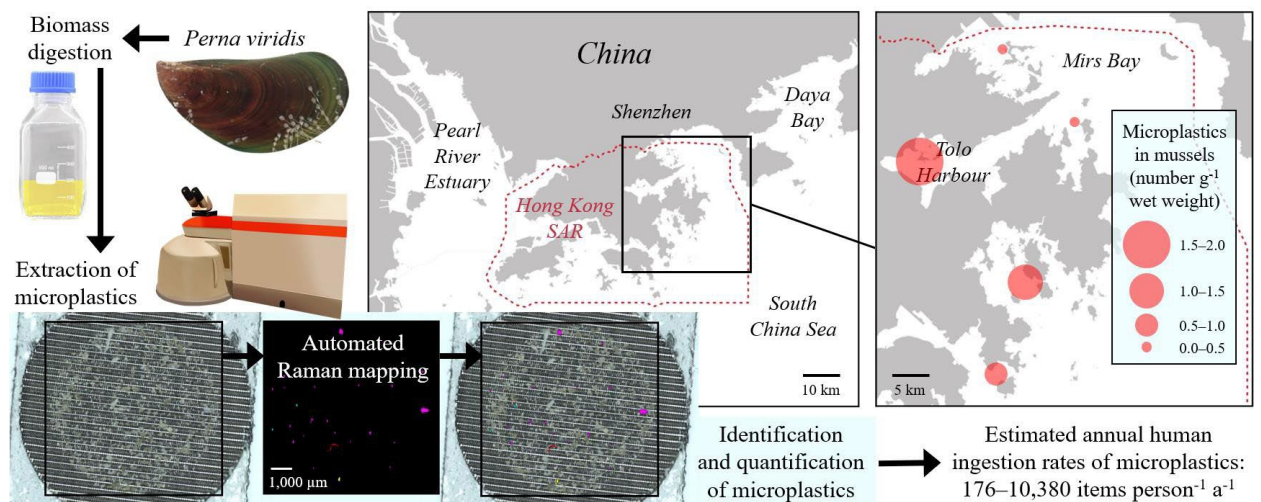 Biomass
digestion
Perna viridis
Extraction of
microplastics
China
Shenzhen
Daya
Bay
Pearl
River
Estuary
Hong Kong
SAR
South
China Sea
10 km
Mirs Bay
Tolo
Harbour
Microplastics
in mussels
(number g⁻¹
wet weight)
1.5–2.0
1.0–1.5
0.5–1.0
0.0–0.5
5 km
Automated
Raman mapping
1,000 µm
Identification
and quantification
of microplastics
Estimated annual human
ingestion rates of microplastics:
176–10,380 items person⁻¹ a⁻¹